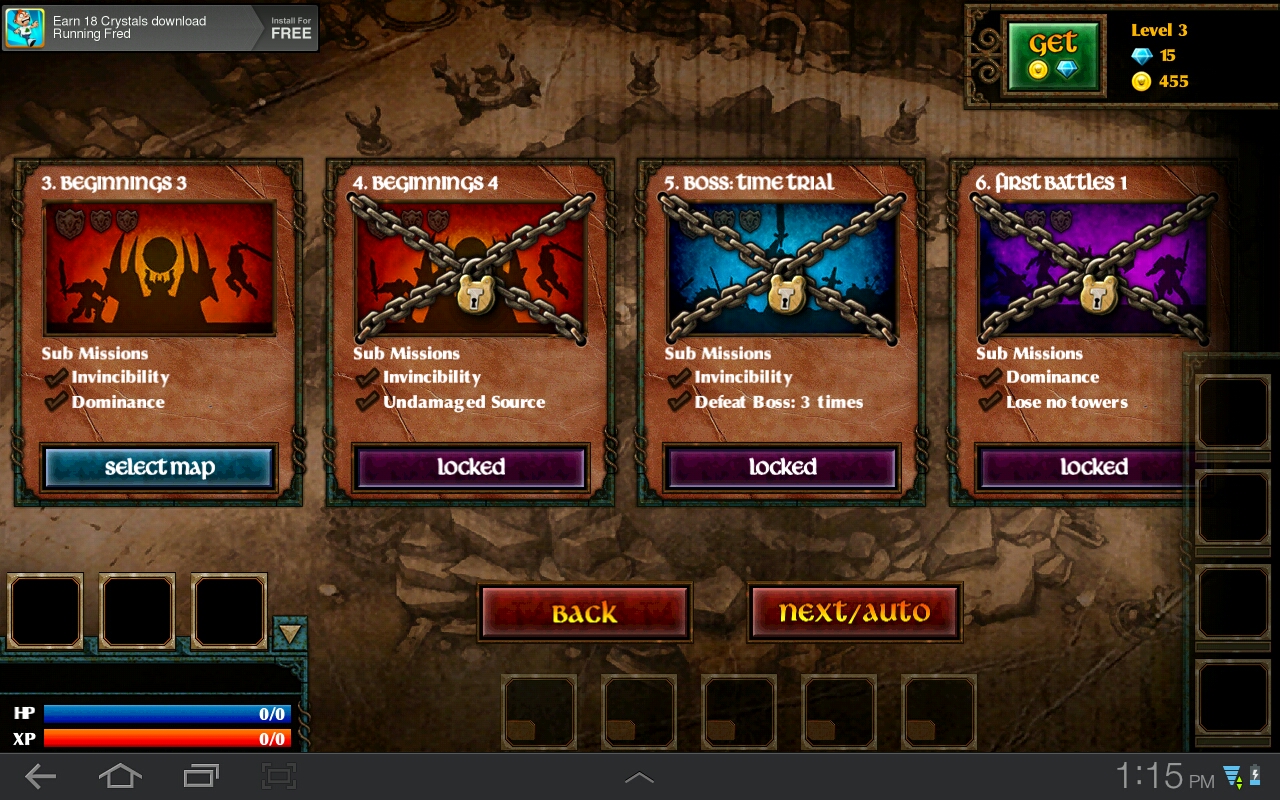 Earn 18 Crystals download
Running Fred
Install For
FREE
GET
Level 3
15
455
3. Beginnings 3
Sub Missions
Invincibility
Dominance
select map
4. Beginnings 4
Sub Missions
Invincibility
Undamaged Source
locked
5. Boss: Time Trial
Sub Missions
Invincibility
Defeat Boss: 3 times
locked
6. First Battles 1
Sub Missions
Dominance
Lose no towers
locked
Back
Next/Auto
HP 0/0
XP 0/0
1:15 PM